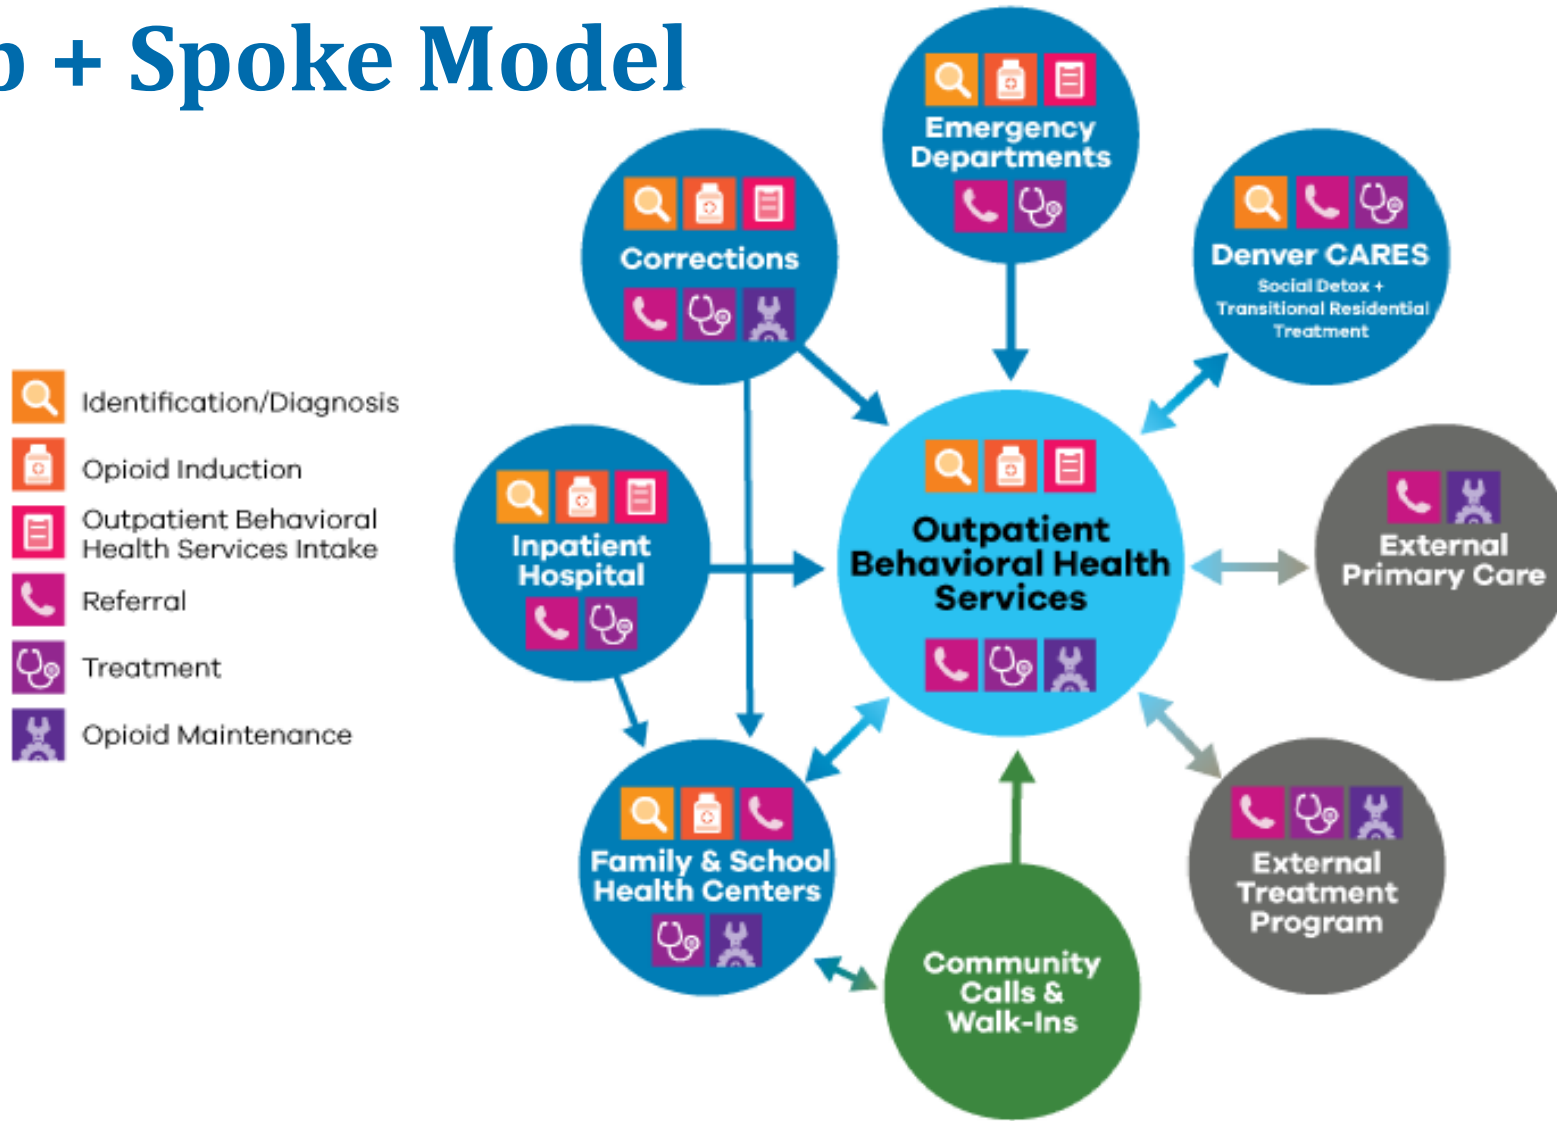 + Spoke Model
Identification/Diagnosis
Opioid Induction
Outpatient Behavioral
Health Services Intake
Referral
Treatment
Opioid Maintenance
Emergency
Departments
Corrections
Denver CARES
Social Detox +
Transitional Residential
Treatment
Inpatient
Hospital
Outpatient
Behavioral Health
Services
External
Primary Care
Family & School
Health Centers
Community
Calls &
Walk-Ins
External
Treatment
Program